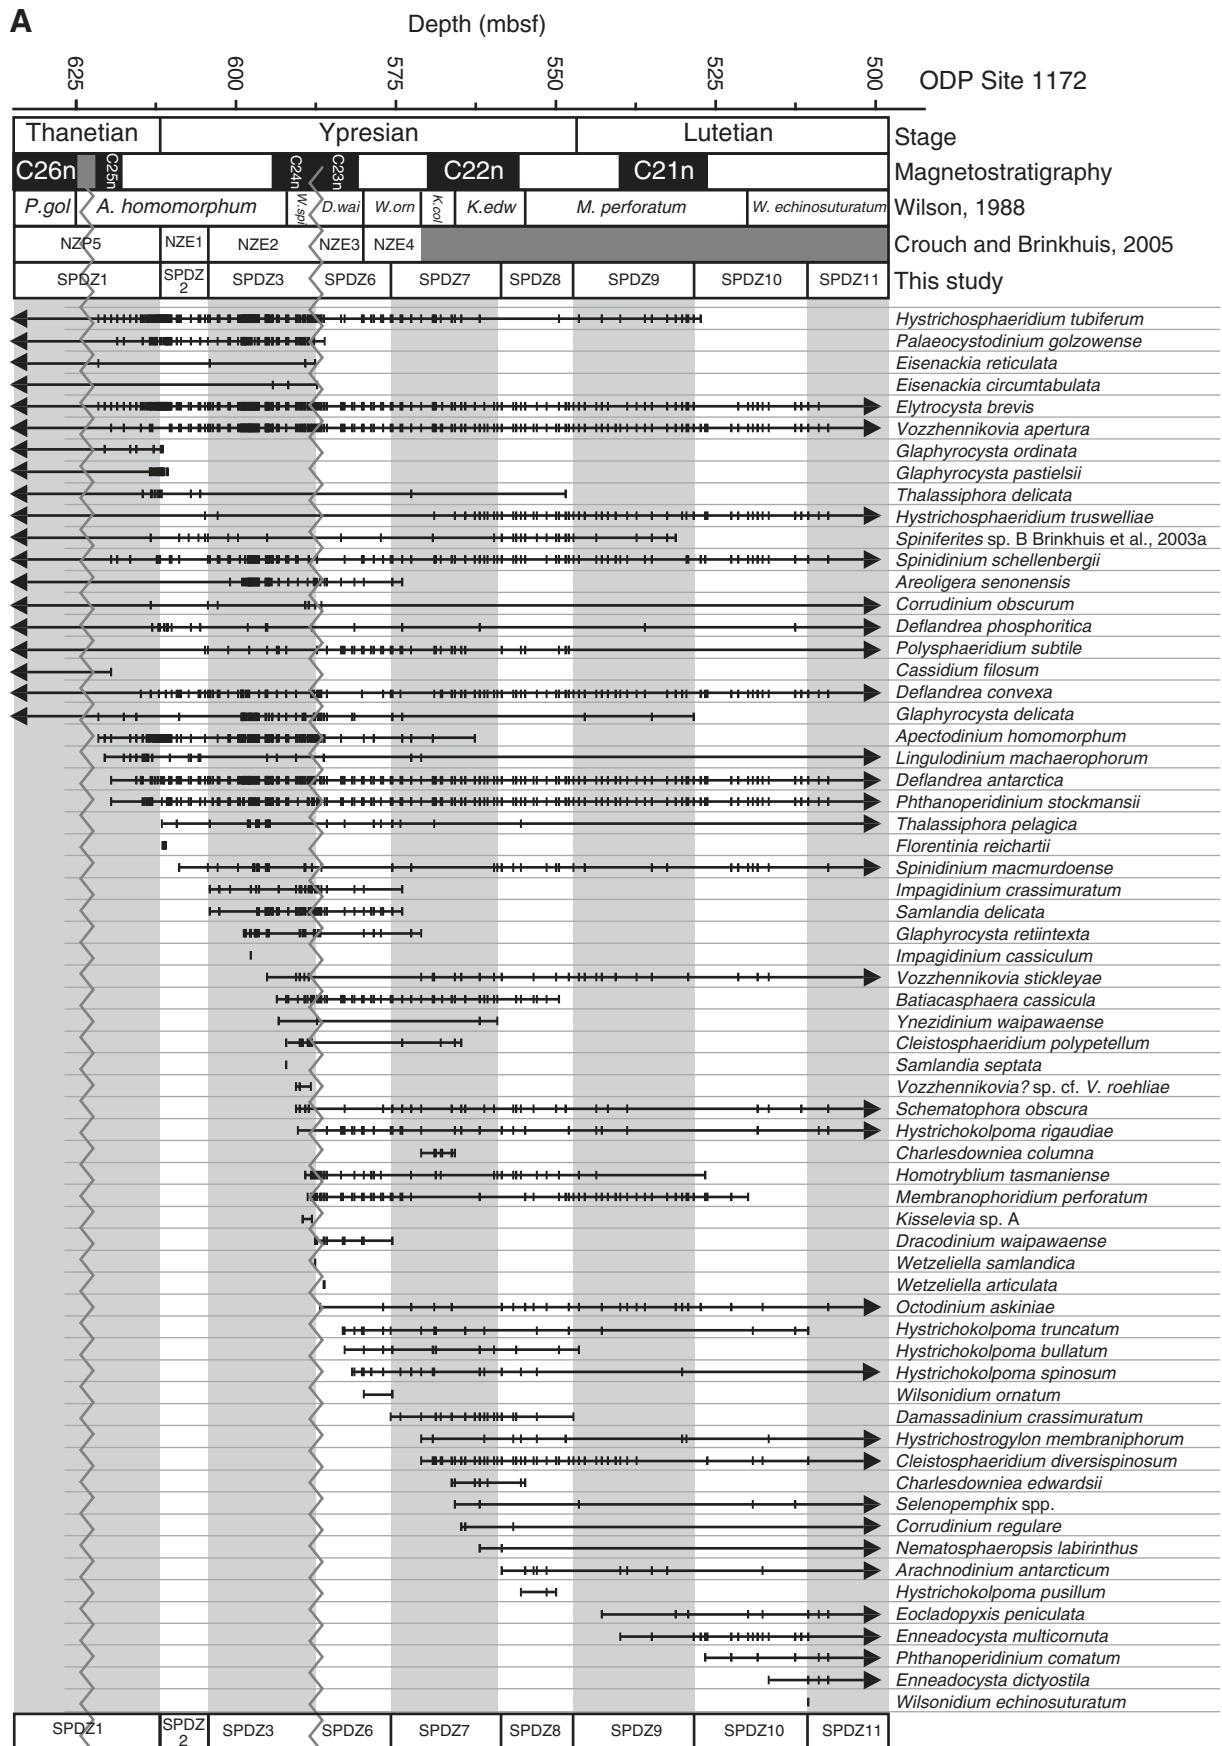 A
Depth (mbsf)
625 600 575 550 525 500
ODP Site 1172
Thanetian Ypresian Lutetian Stage
C26n C25n C24n C23n C22n C21n Magnetostratigraphy
P.gol A. homomorphum W.spi D.wai W.orn K.col K.edw M. perforatum W. echinosuturatum Wilson, 1988
NZP5 NZE1 NZE2 NZE3 NZE4 Crouch and Brinkhuis, 2005
SPDZ1 SPDZ 2 SPDZ3 SPDZ6 SPDZ7 SPDZ8 SPDZ9 SPDZ10 SPDZ11 This study
Hystrichosphaeridium tubiferum
Palaeocystodinium golzowense
Eisenackia reticulata
Eisenackia circumtabulata
Elytrocysta brevis
Vozzhennikovia apertura
Glaphyrocysta ordinata
Glaphyrocysta pastielsii
Thalassiphora delicata
Hystrichosphaeridium truswelliae
Spiniferites sp. B Brinkhuis et al., 2003a
Spinidinium schellenbergii
Areoligera senonensis
Corrudinium obscurum
Deflandrea phosphoritica
Polysphaeridium subtile
Cassidium filosum
Deflandrea convexa
Glaphyrocysta delicata
Apectodinium homomorphum
Lingulodinium machaerophorum
Deflandrea antarctica
Phthanoperidinium stockmansii
Thalassiphora pelagica
Florentinia reichartii
Spinidinium macmurdoense
Impagidinium crassimuratum
Samlandia delicata
Glaphyrocysta retiintexta
Impagidinium cassiculum
Vozzhennikovia stickleyae
Batiacasphaera cassicula
Ynezidinium waipawaense
Cleistosphaeridium polypetellum
Samlandia septata
Vozzhennikovia? sp. cf. V. roehliae
Schematophora obscura
Hystrichokolpoma rigaudiae
Charlesdowniea columna
Homotryblium tasmaniense
Membranophoridium perforatum
Kisselevia sp. A
Dracodinium waipawaense
Wetzeliella samlandica
Wetzeliella articulata
Octodinium askiniae
Hystrichokolpoma truncatum
Hystrichokolpoma bullatum
Hystrichokolpoma spinosum
Wilsonidium ornatum
Damassadinium crassimuratum
Hystrichostrogylon membraniphorum
Cleistosphaeridium diversispinosum
Charlesdowniea edwardsii
Selenopemphix spp.
Corrudinium regulare
Nematosphaeropsis labirinthus
Arachnodinium antarcticum
Hystrichokolpoma pusillum
Eocladopyxis peniculata
Enneadocysta multicornuta
Phthanoperidinium comatum
Enneadocysta dictyostila
Wilsonidium echinosuturatum
SPDZ1 SPDZ 2 SPDZ3 SPDZ6 SPDZ7 SPDZ8 SPDZ9 SPDZ10 SPDZ11